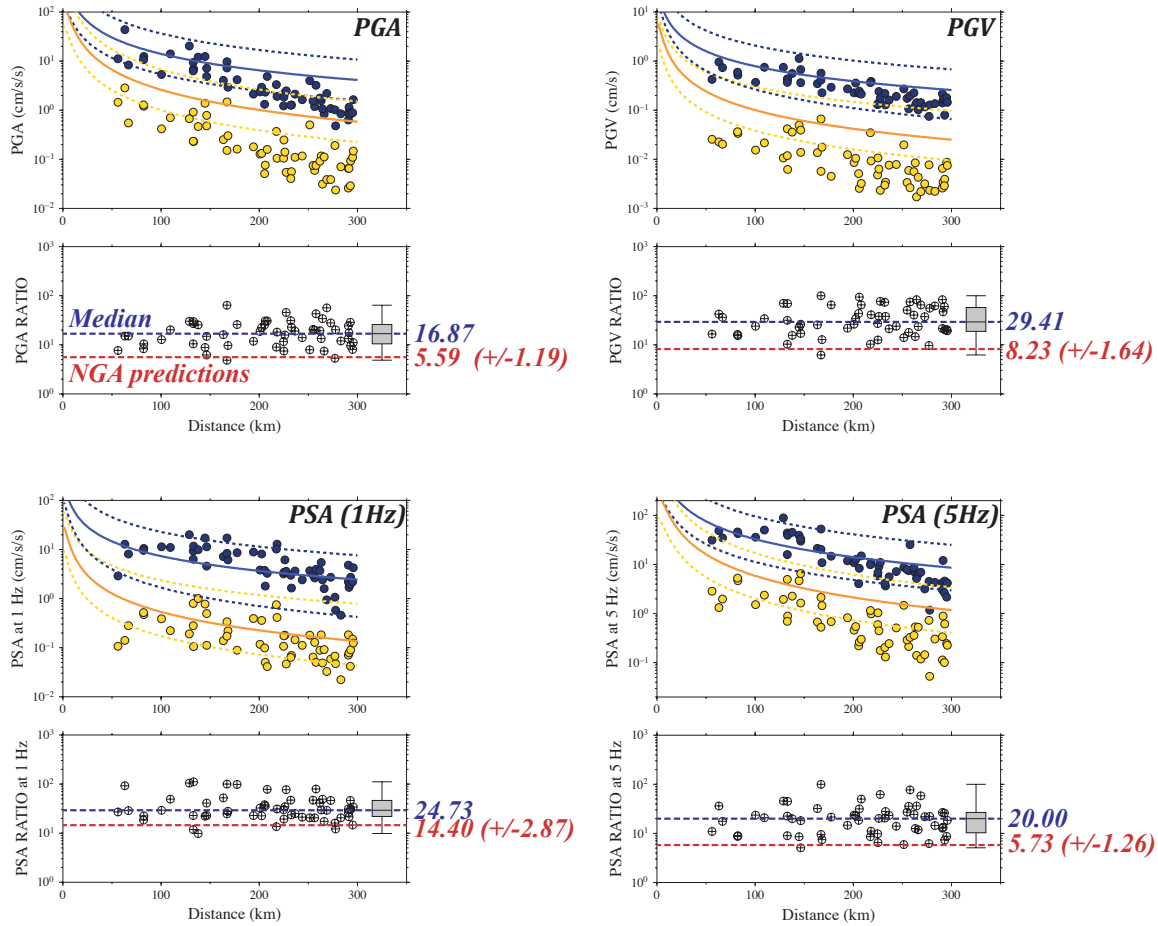 PGA
PGA (cm/s/s)
10²
10¹
10⁰
10⁻¹
10⁻²
0 100 200 300
PGV
PGV (cm/s)
10¹
10⁰
10⁻¹
10⁻²
10⁻³
0 100 200 300
PGA RATIO
10³
10²
10¹
10⁰
Median
NGA predictions
16.87
5.59 (+/-1.19)
0 100 200 300
Distance (km)
PGV RATIO
10³
10²
10¹
10⁰
29.41
8.23 (+/-1.64)
0 100 200 300
Distance (km)
PSA (1Hz)
PSA at 1 Hz (cm/s/s)
10²
10¹
10⁰
10⁻¹
10⁻²
0 100 200 300
PSA (5Hz)
PSA at 5 Hz (cm/s/s)
10²
10¹
10⁰
10⁻¹
0 100 200 300
PSA RATIO at 1 Hz
10³
10²
10¹
10⁰
24.73
14.40 (+/-2.87)
0 100 200 300
Distance (km)
PSA RATIO at 5 Hz
10³
10²
10¹
10⁰
20.00
5.73 (+/-1.26)
0 100 200 300
Distance (km)